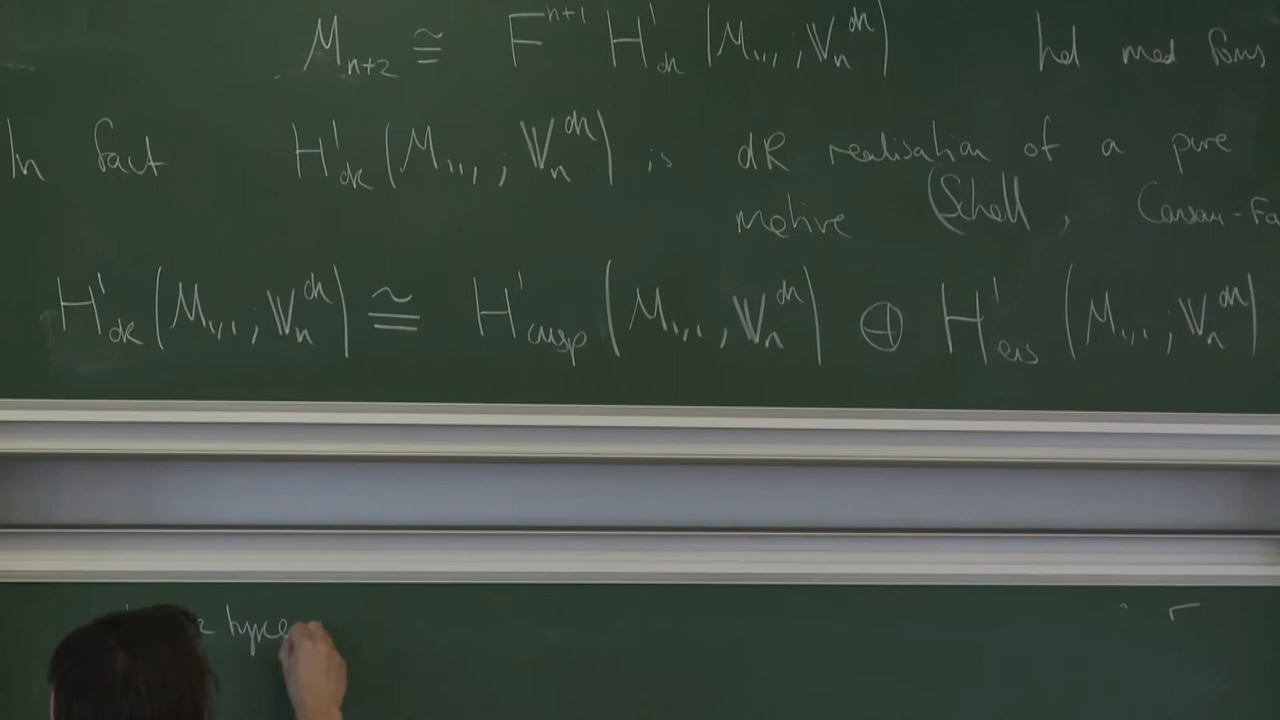 M_{n+2} ≅ F^{n+1} H^1_{dR} (M_{1,1} ; V_n^{dR}) hol mod forms
In fact H^1_{dR} (M_{1,1} ; V_n^{dR}) is dR realisation of a pure
motive (Scholl,
H^1_{dR} (M_{1,1} , V_n^{dR}) ≅ H^1_{cusp} (M_{1,1} , V_n^{dR}) ⊕ H^1_{eis} (M_{1,1} ; V_n^{dR})
type